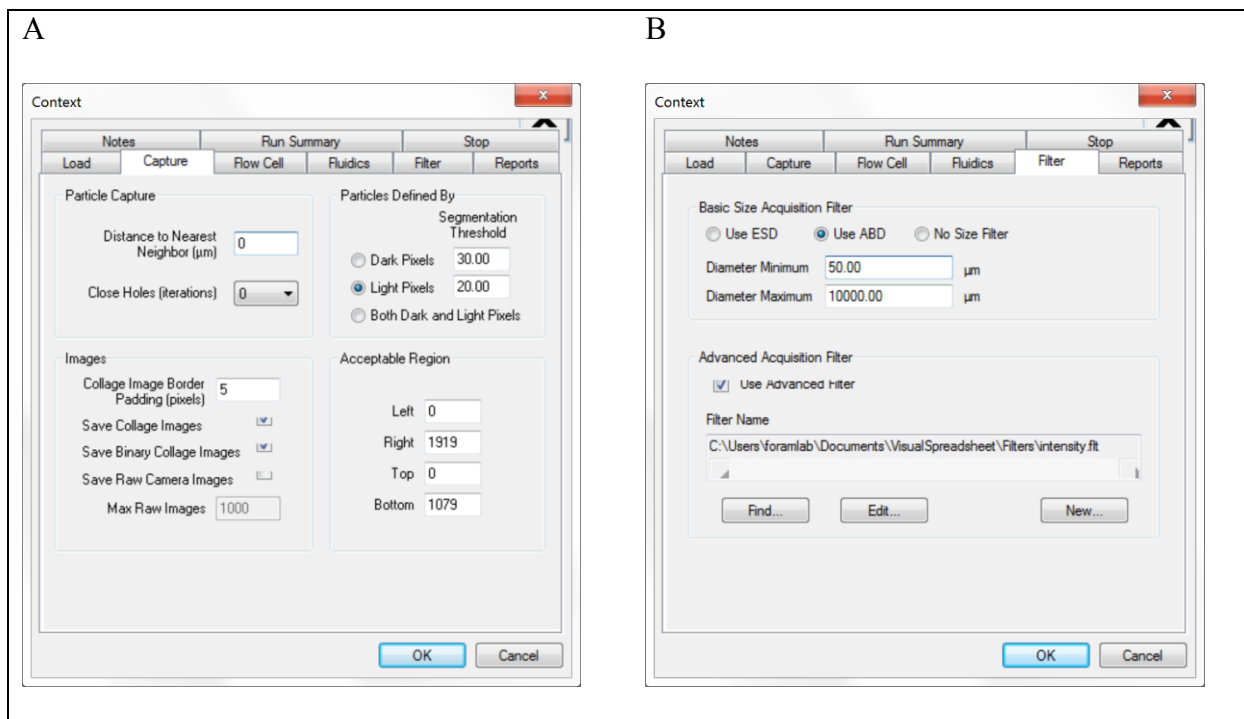 A
B
Context
Notes Run Summary Stop
Load Capture Flow Cell Fluidics Filter Reports
Particle Capture
Distance to Nearest
Neighbor (µm) 0
Close Holes (iterations) 0
Particles Defined By
Segmentation
Threshold
Dark Pixels 30.00
Light Pixels 20.00
Both Dark and Light Pixels
Images
Collage Image Border
Padding (pixels) 5
Save Collage Images
Save Binary Collage Images
Save Raw Camera Images
Max Raw Images 1000
Acceptable Region
Left 0
Right 1919
Top 0
Bottom 1079
OK Cancel
Context
Notes Run Summary Stop
Load Capture Flow Cell Fluidics Filter Reports
Basic Size Acquisition Filter
Use ESD Use ABD No Size Filter
Diameter Minimum 50.00 µm
Diameter Maximum 10000.00 µm
Advanced Acquisition Filter
Use Advanced Filter
Filter Name
C:\Users\foramlab\Documents\VisualSpreadsheet\Filters\intensity.flt
Find... Edit... New...
OK Cancel